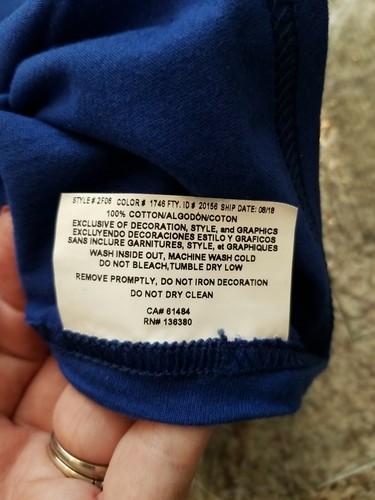 STYLE # 2F06 COLOR # 1746 FTY. ID # 20156 SHIP DATE: 08/18
100% COTTON/ALGODÓN/COTON
EXCLUSIVE OF DECORATION, STYLE, and GRAPHICS
EXCLUYENDO DECORACIONES ESTILO Y GRAFICOS
SANS INCLURE GARNITURES, STYLE, et GRAPHIQUES
WASH INSIDE OUT, MACHINE WASH COLD
DO NOT BLEACH,TUMBLE DRY LOW
REMOVE PROMPTLY, DO NOT IRON DECORATION
DO NOT DRY CLEAN
CA# 61484
RN# 136380